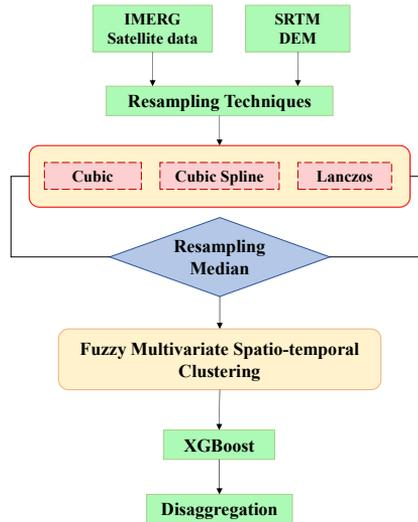 IMERG
Satellite data
SRTM
DEM
Resampling Techniques
Cubic
Cubic Spline
Lanczos
Resampling
Median
Fuzzy Multivariate Spatio-temporal
Clustering
XGBoost
Disaggregation